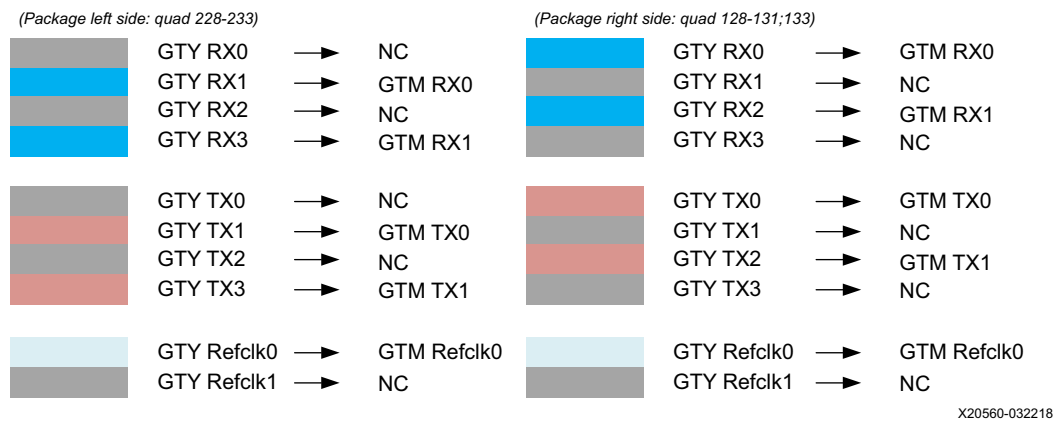 (Package left side: quad 228-233)
GTY RX0 → NC
GTY RX1 → GTM RX0
GTY RX2 → NC
GTY RX3 → GTM RX1
GTY TX0 → NC
GTY TX1 → GTM TX0
GTY TX2 → NC
GTY TX3 → GTM TX1
GTY Refclk0 → GTM Refclk0
GTY Refclk1 → NC
(Package right side: quad 128-131;133)
GTY RX0 → GTM RX0
GTY RX1 → NC
GTY RX2 → GTM RX1
GTY RX3 → NC
GTY TX0 → GTM TX0
GTY TX1 → NC
GTY TX2 → GTM TX1
GTY TX3 → NC
GTY Refclk0 → GTM Refclk0
GTY Refclk1 → NC
X20560-032218